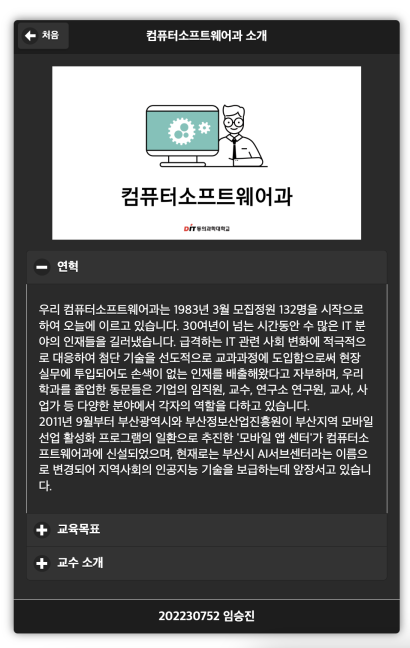 처음
컴퓨터소프트웨어과 소개
컴퓨터소프트웨어과
DIT 동의과학대학교
연혁
우리 컴퓨터소프트웨어과는 1983년 3월 모집정원 132명을 시작으로
하여 오늘에 이르고 있습니다. 30여년이 넘는 시간동안 수 많은 IT 분
야의 인재들을 길러냈습니다. 급격하는 IT 관련 사회 변화에 적극적으
로 대응하여 첨단 기술을 선도적으로 교과과정에 도입함으로써 현장
실무에 투입되어도 손색이 없는 인재를 배출해왔다고 자부하며, 우리
학과를 졸업한 동문들은 기업의 임직원, 교수, 연구소 연구원, 교사, 사
업가 등 다양한 분야에서 각자의 역할을 다하고 있습니다.
2011년 9월부터 부산광역시와 부산정보산업진흥원이 부산지역 모바일
선업 활성화 프로그램의 일환으로 추진한 '모바일 앱 센터'가 컴퓨터소
프트웨어과에 신설되었으며, 현재로는 부산시 AI서브센터라는 이름으
로 변경되어 지역사회의 인공지능 기술을 보급하는데 앞장서고 있습니
다.
교육목표
교수 소개
202230752 임승진